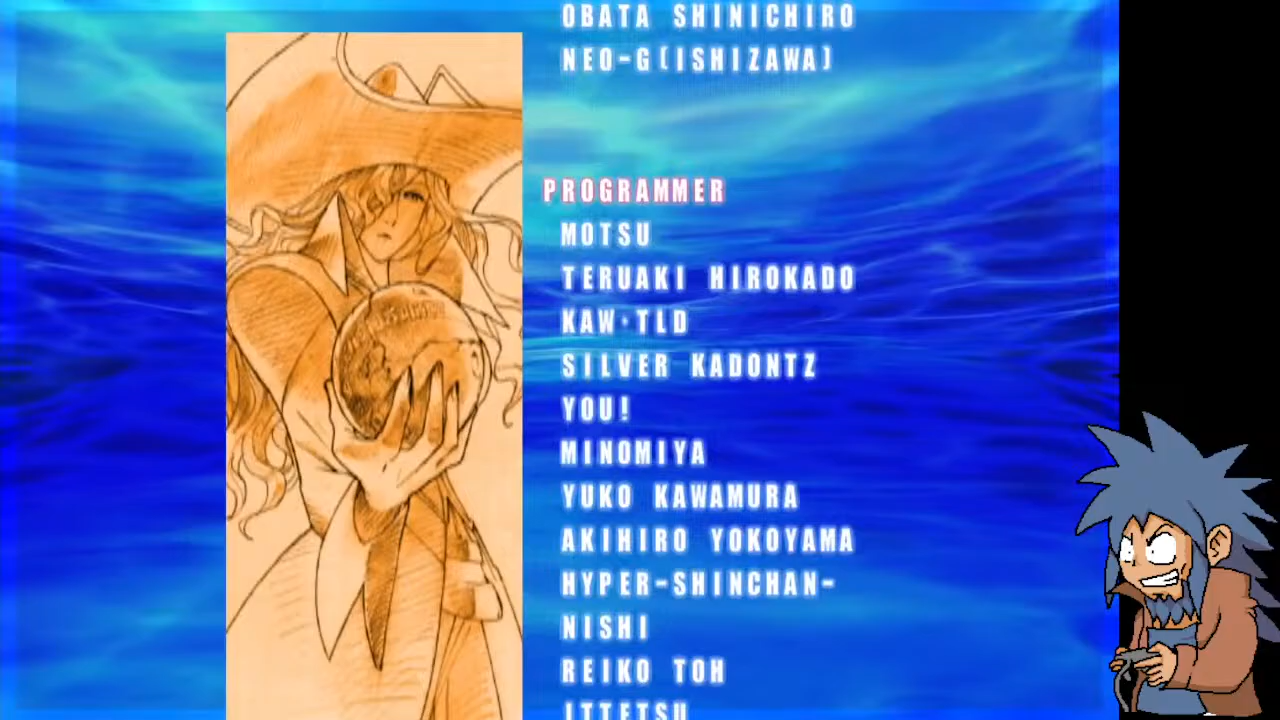 OBATA SHINICHIRO
NEO-G(ISHIZAWA)
PROGRAMMER
MOTSU
TERUAKI HIROKADO
KAW·TLD
SILVER KADONTZ
YOU!
MINOMIYA
YUKO KAWAMURA
AKIHIRO YOKOYAMA
HYPER-SHINCHAN-
NISHI
REIKO TOH
ITTETSU